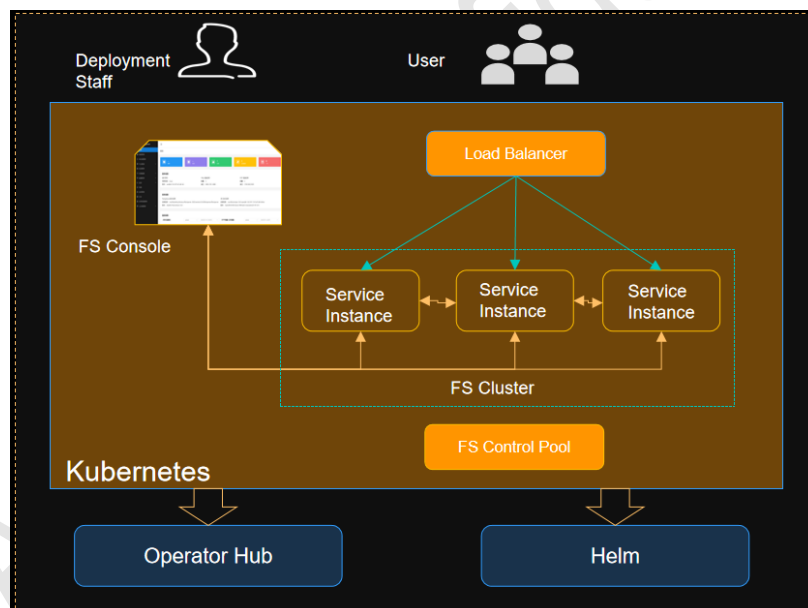 Deployment
Staff
User
Load Balancer
FS Console
Service
Instance
Service
Instance
Service
Instance
FS Cluster
FS Control Pool
Kubernetes
Operator Hub
Helm